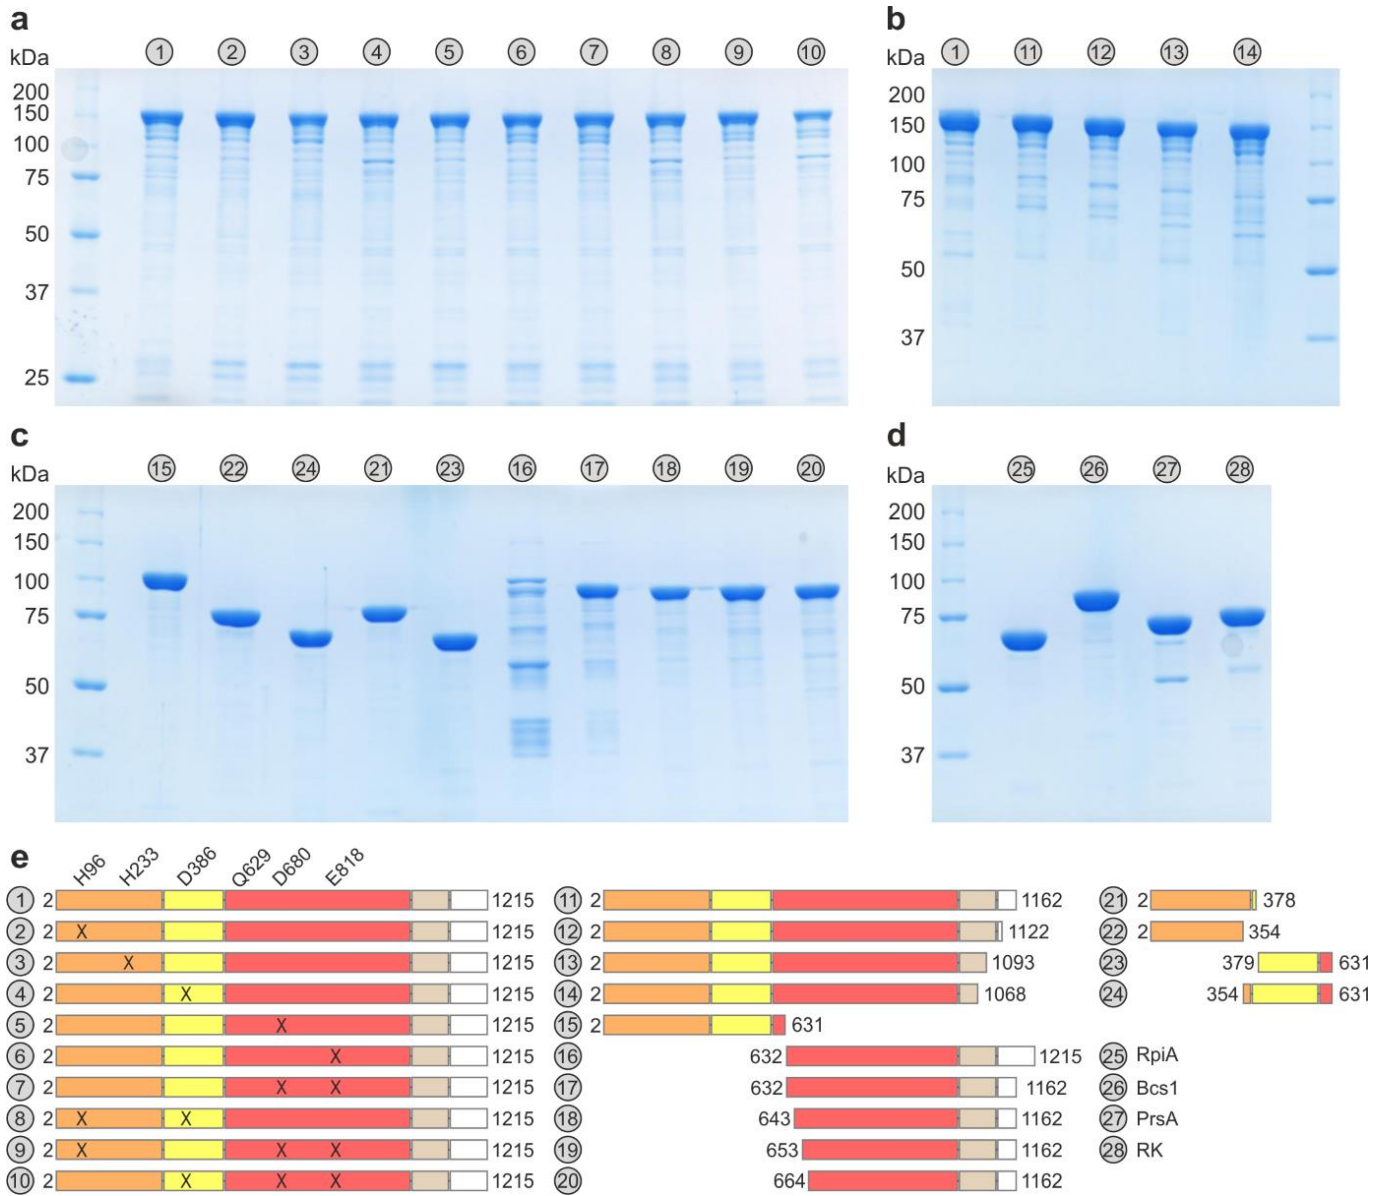 a
kDa 1 2 3 4 5 6 7 8 9 10
200
150
100
75
50
37
25
b
kDa 1 11 12 13 14
200
150
100
75
50
37
c
kDa 15 22 24 21 23 16 17 18 19 20
200
150
100
75
50
37
d
kDa 25 26 27 28
200
150
100
75
50
37
e
H96 H233 D386 Q629 D680 E818
1 2 1215
2 2 X 1215
3 2 X 1215
4 2 X 1215
5 2 X 1215
6 2 X 1215
7 2 X X 1215
8 2 X X 1215
9 2 X X X 1215
10 2 X X X 1215
11 2 1162
12 2 1122
13 2 1093
14 2 1068
15 2 631
16 632 1215
17 632 1162
18 643 1162
19 653 1162
20 664 1162
21 2 378
22 2 354
23 379 631
24 354 631
25 RpiA
26 Bcs1
27 PrsA
28 RK